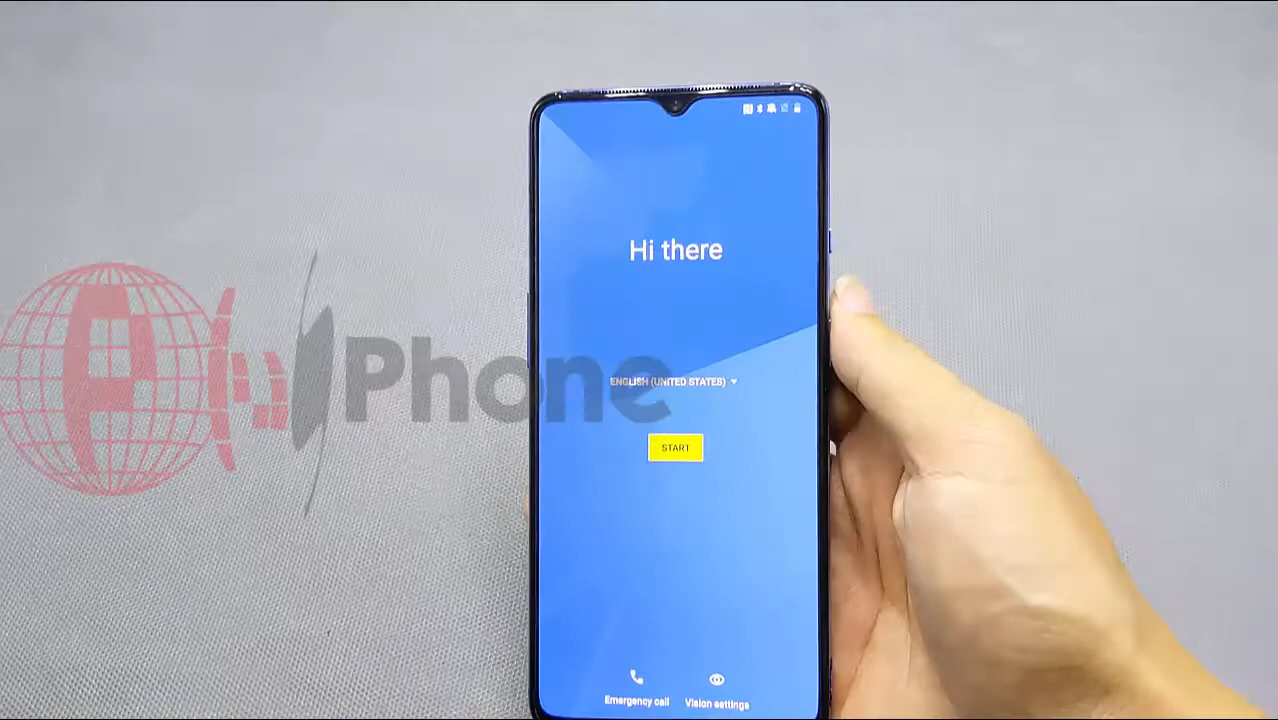 Hi there
Phone
ENGLISH (UNITED STATES)
START
Emergency call
Vision settings